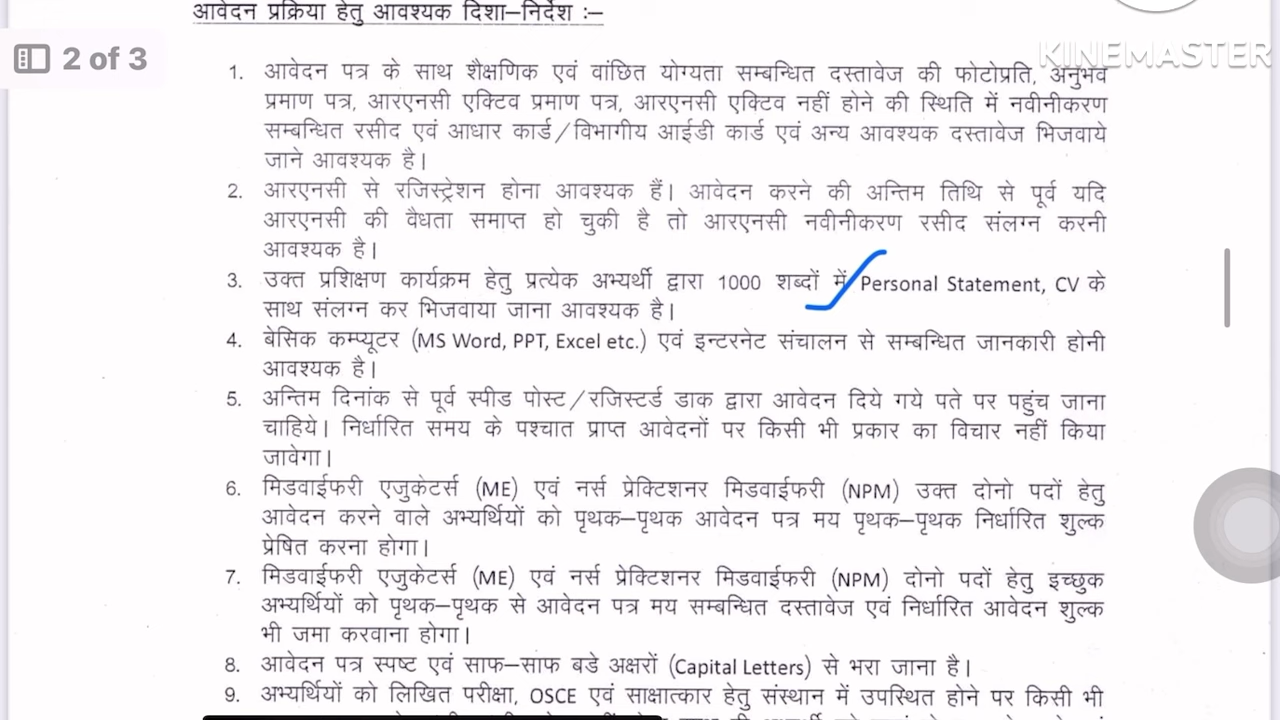 आवेदन प्रक्रिया हेतु आवश्यक दिशा–निर्देश :–
2 of 3
KINEMASTER
1. आवेदन पत्र के साथ शैक्षणिक एवं वांछित योग्यता सम्बन्धित दस्तावेज की फोटोप्रति, अनुभव
प्रमाण पत्र, आरएनसी एक्टिव प्रमाण पत्र, आरएनसी एक्टिव नहीं होने की स्थिति में नवीनीकरण
सम्बन्धित रसीद एवं आधार कार्ड/विभागीय आईडी कार्ड एवं अन्य आवश्यक दस्तावेज भिजवाये
जाने आवश्यक है।
2. आरएनसी से रजिस्ट्रेशन होना आवश्यक हैं। आवेदन करने की अन्तिम तिथि से पूर्व यदि
आरएनसी की वैधता समाप्त हो चुकी है तो आरएनसी नवीनीकरण रसीद संलग्न करनी
आवश्यक है।
3. उक्त प्रशिक्षण कार्यक्रम हेतु प्रत्येक अभ्यर्थी द्वारा 1000 शब्दों में Personal Statement, CV के
साथ संलग्न कर भिजवाया जाना आवश्यक है।
4. बेसिक कम्प्यूटर (MS Word, PPT, Excel etc.) एवं इन्टरनेट संचालन से सम्बन्धित जानकारी होनी
आवश्यक है।
5. अन्तिम दिनांक से पूर्व स्पीड पोस्ट/रजिस्टर्ड डाक द्वारा आवेदन दिये गये पते पर पहुंच जाना
चाहिये। निर्धारित समय के पश्चात प्राप्त आवेदनों पर किसी भी प्रकार का विचार नहीं किया
जावेगा।
6. मिडवाईफरी एजुकेटर्स (ME) एवं नर्स प्रेक्टिशनर मिडवाईफरी (NPM) उक्त दोनो पदों हेतु
आवेदन करने वाले अभ्यर्थियों को पृथक–पृथक आवेदन पत्र मय पृथक–पृथक निर्धारित शुल्क
प्रेषित करना होगा।
7. मिडवाईफरी एजुकेटर्स (ME) एवं नर्स प्रेक्टिशनर मिडवाईफरी (NPM) दोनो पदों हेतु इच्छुक
अभ्यर्थियों को पृथक–पृथक से आवेदन पत्र मय सम्बन्धित दस्तावेज एवं निर्धारित आवेदन शुल्क
भी जमा करवाना होगा।
8. आवेदन पत्र स्पष्ट एवं साफ–साफ बडे अक्षरों (Capital Letters) से भरा जाना है।
9. अभ्यर्थियों को लिखित परीक्षा, OSCE एवं साक्षात्कार हेतु संस्थान में उपस्थित होने पर किसी भी